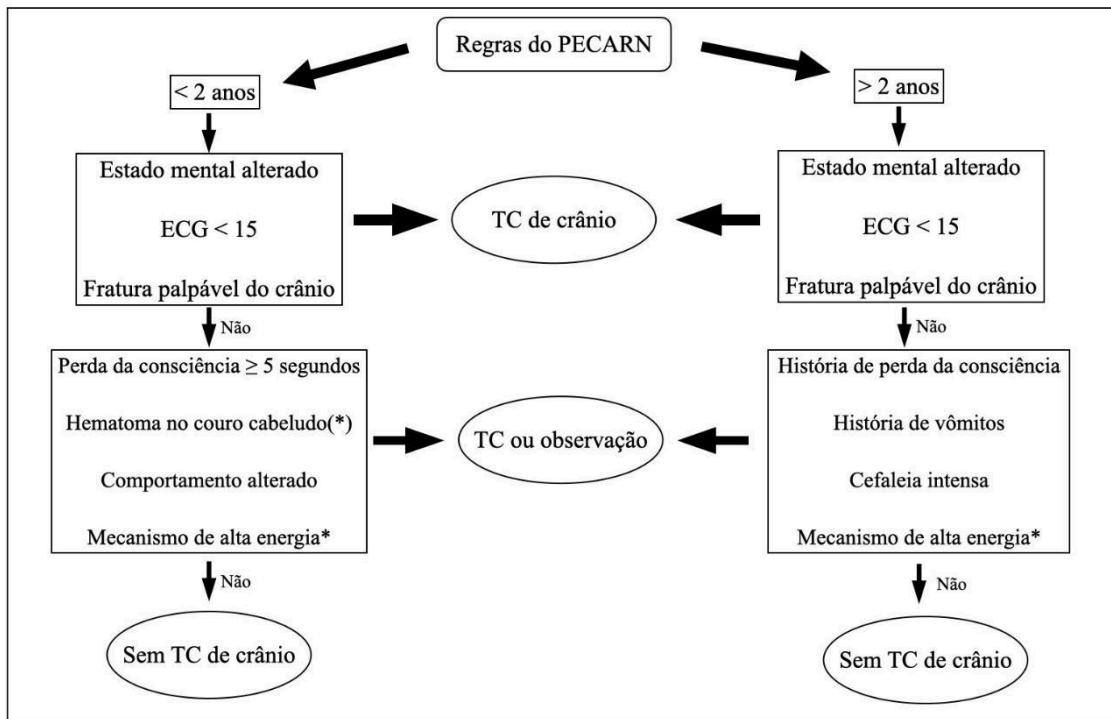 Regras do PECARN
< 2 anos
Estado mental alterado
ECG < 15
Fratura palpável do crânio
Não
Perda da consciência ≥ 5 segundos
Hematoma no couro cabeludo(*)
Comportamento alterado
Mecanismo de alta energia*
Não
Sem TC de crânio
TC de crânio
TC ou observação
> 2 anos
Estado mental alterado
ECG < 15
Fratura palpável do crânio
Não
História de perda da consciência
História de vômitos
Cefaleia intensa
Mecanismo de alta energia*
Não
Sem TC de crânio